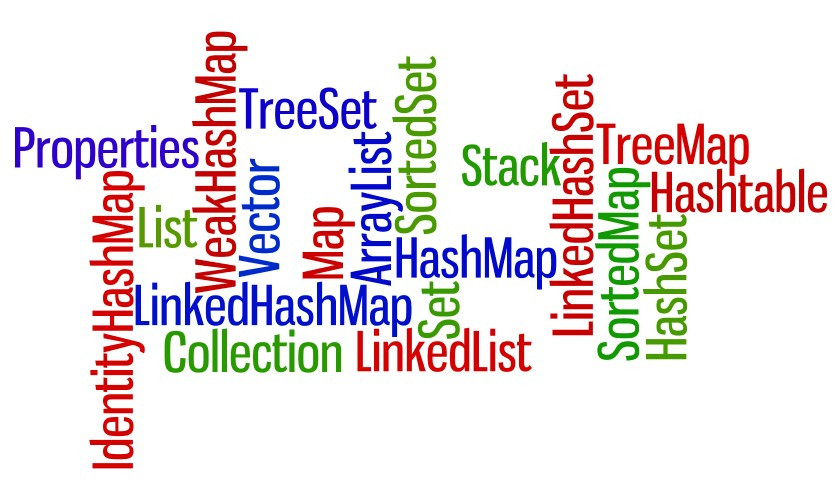 Properties
WeakHashMap
TreeSet
SortedSet
LinkedHashSet
TreeMap
IdentityHashMap
List
Vector
Map
ArrayList
Stack
Hashtable
HashMap
SortedMap
HashSet
LinkedHashMap
Set
Collection
LinkedList